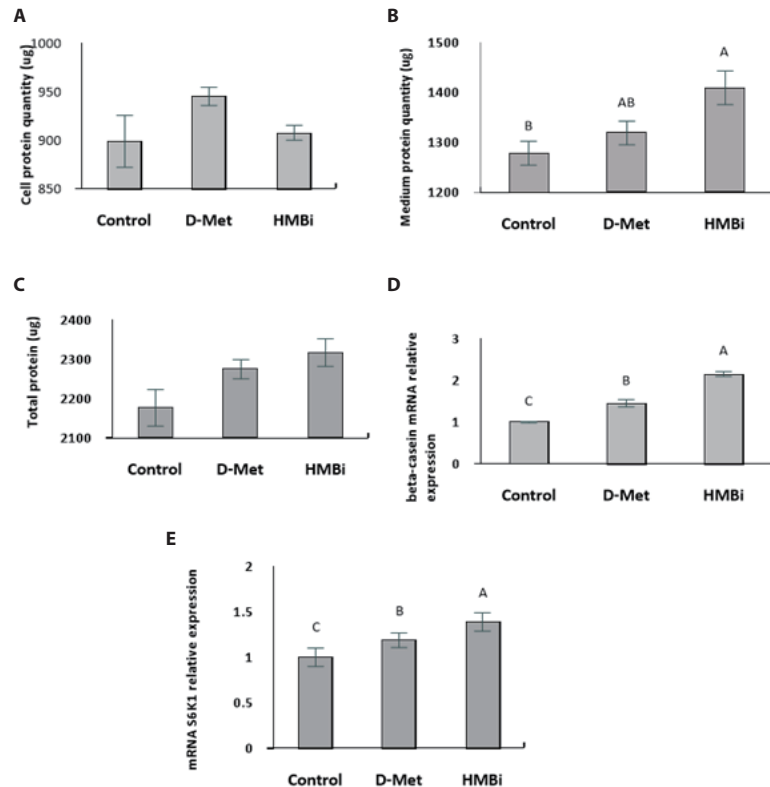 A
Cell protein quantity (ug)
1000
950
900
850
Control D-Met HMBi
B
Medium protein quantity (ug)
1500
1400
1300
1200
B
AB
A
Control D-Met HMBi
C
Total protein (ug)
2400
2300
2200
2100
Control D-Met HMBi
D
beta-casein mRNA relative
expression
3
2
1
0
C
B
A
Control D-Met HMBi
E
mRNA S6K1 relative expression
2
1.5
1
0.5
0
C
B
A
Control D-Met HMBi